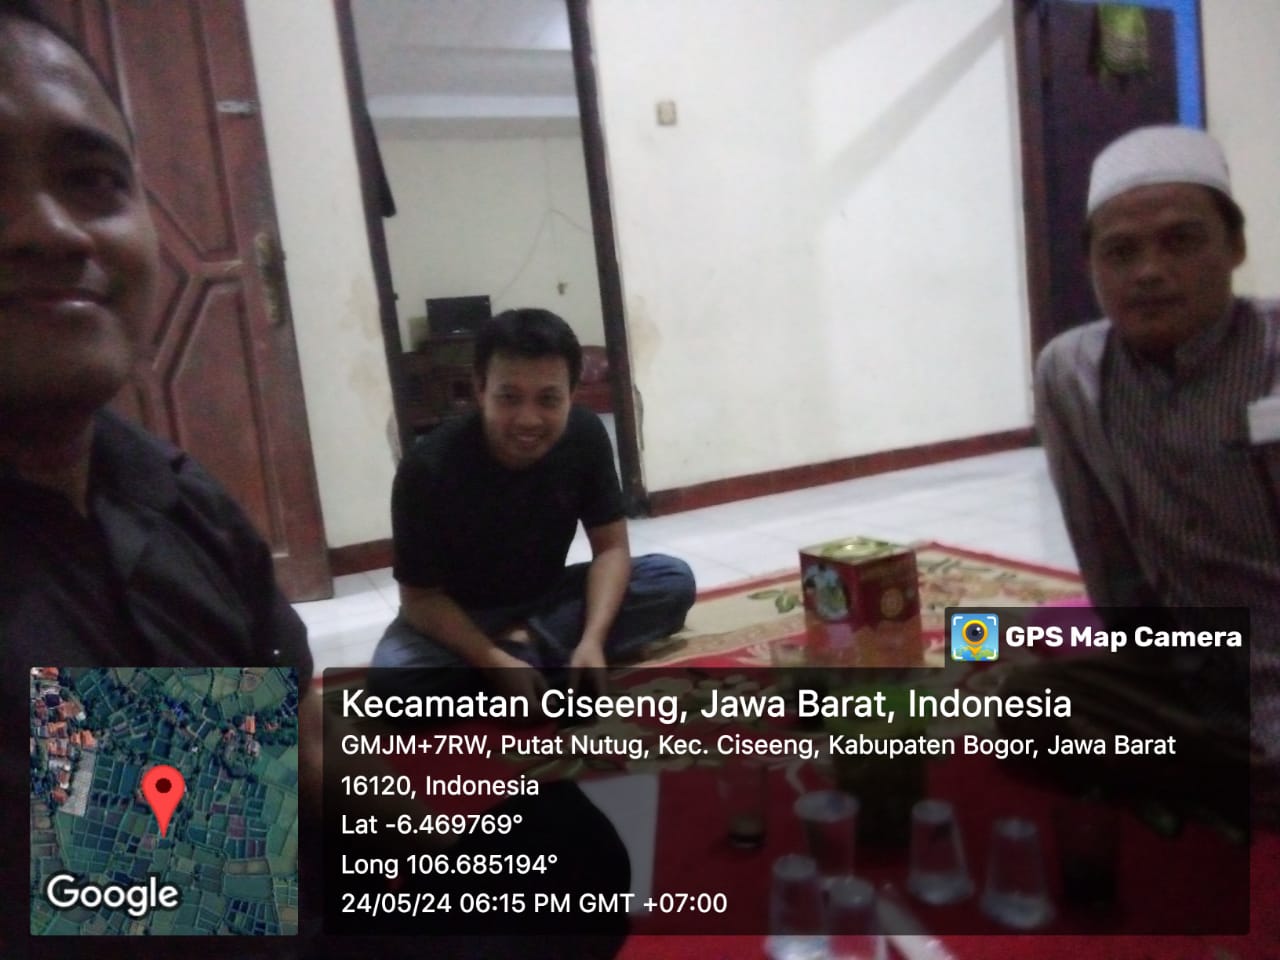 GPS Map Camera
Kecamatan Ciseeng, Jawa Barat, Indonesia
GMJM+7RW, Putat Nutug, Kec. Ciseeng, Kabupaten Bogor, Jawa Barat
16120, Indonesia
Lat -6.469769°
Long 106.685194°
24/05/24 06:15 PM GMT +07:00
Google